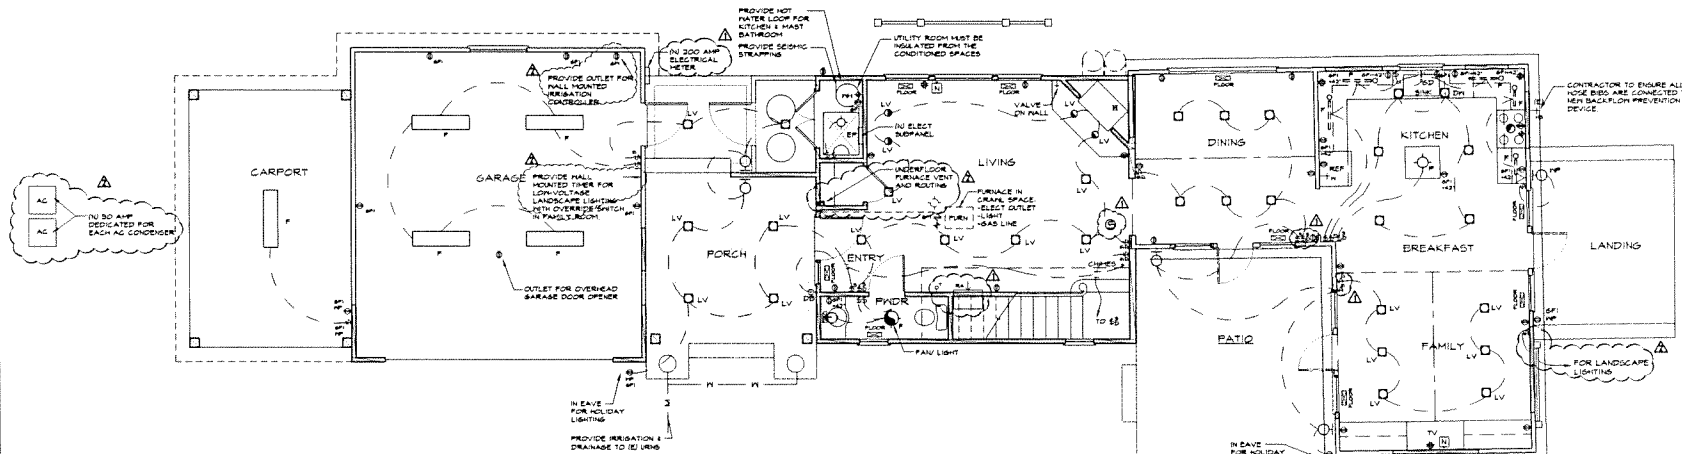 PROVIDE HOT
WATER LOOP FOR
KITCHEN & MAST
BATHROOM
PROVIDE SEISMIC
STRAPPING
UTILITY ROOM MUST BE
INSULATED FROM THE
CONDITIONED SPACES
(N) 200 AMP
ELECTRICAL
METER
PROVIDE OUTLET FOR
WALL MOUNTED
IRRIGATION
CONTROLLER
CONTRACTOR TO ENSURE ALL
HOSE BIBS ARE CONNECTED
NEW BACKFLOW PREVENTION
DEVICE.
CARPORT
GARAGE
PROVIDE WALL
MOUNTED TIMER FOR
LOW-VOLTAGE
LANDSCAPE LIGHTING
WITH OVERRIDE SWITCH
IN FAMILY ROOM.
AC
AC
(N) 30 AMP
DEDICATED FOR
EACH AC CONDENSER
OUTLET FOR OVERHEAD
GARAGE DOOR OPENER
(N) ELECT
SUBPANEL
VALVE
ON WALL
LIVING
UNDERFLOOR
FURNACE VENT
AND ROUTING
FURNACE IN
CRAWL SPACE.
-ELECT OUTLET
-LIGHT
-GAS LINE
FURN
DINING
KITCHEN
SINK
DW
REF
BREAKFAST
LANDING
PORCH
ENTRY
PWDR
CHIMES
FLOOR
FAN/LIGHT
PATIO
FAMILY
TV
N
FOR LANDSCAPE
LIGHTING
IN EAVE
FOR HOLIDAY
LIGHTING
PROVIDE IRRIGATION &
DRAINAGE TO (E) URNS
IN EAVE
FOR HOLIDAY